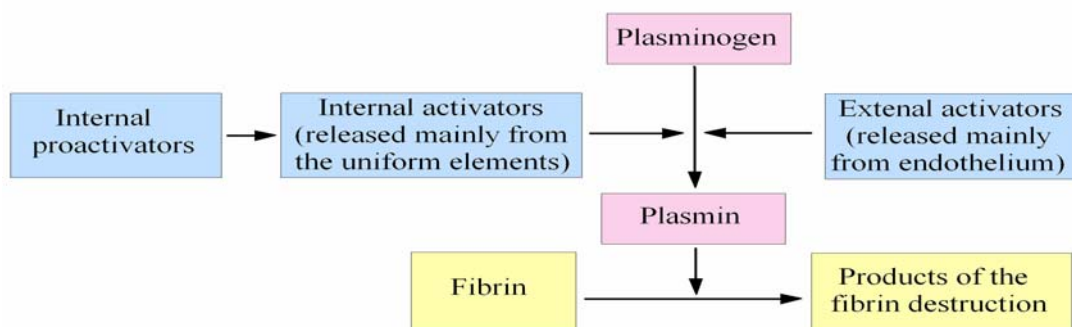 Plasminogen
Internal
proactivators
Internal activators
(released mainly from
the uniform elements)
Extenal activators
(released mainly
from endothelium)
Plasmin
Fibrin
Products of the
fibrin destruction